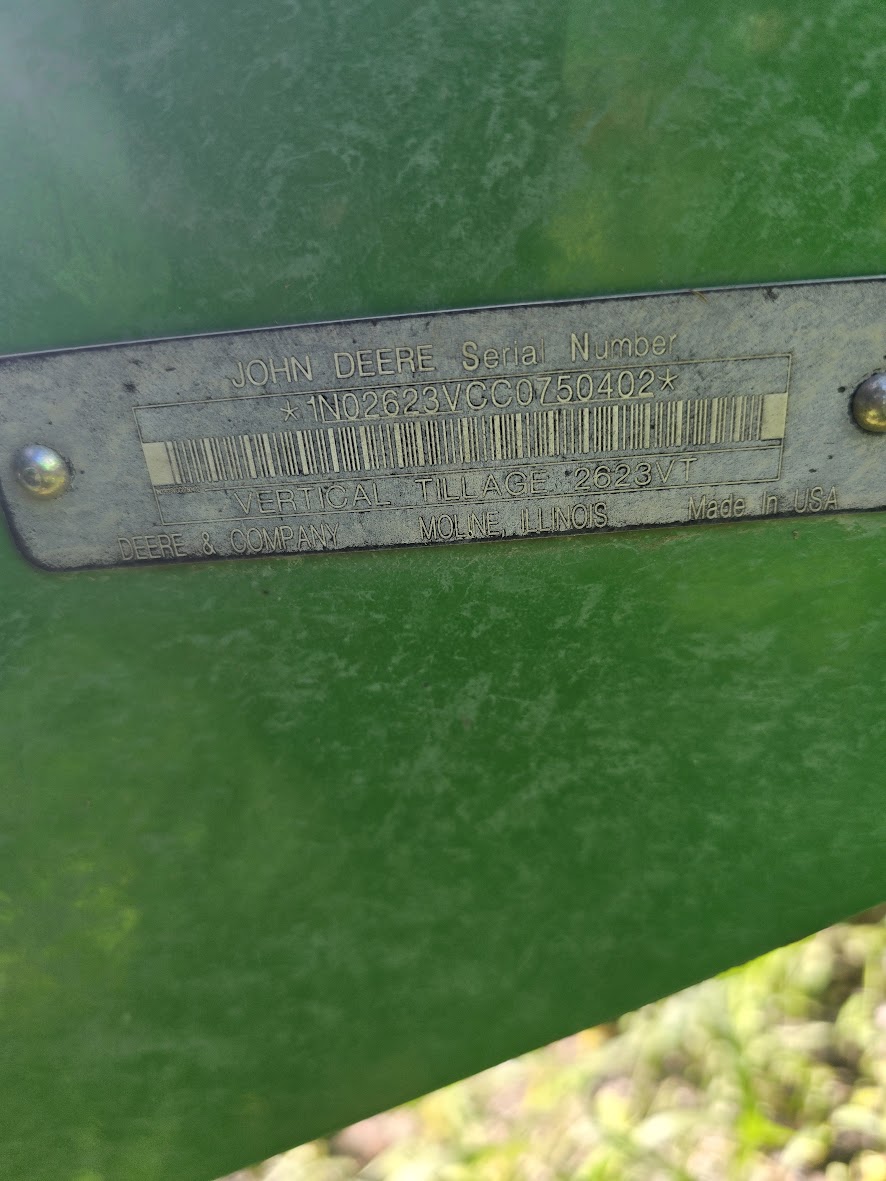 JOHN DEERE Serial Number
*1N02623VCC0750402*
VERTICAL TILLAGE 2623VT
DEERE & COMPANY MOLINE, ILLINOIS Made In USA